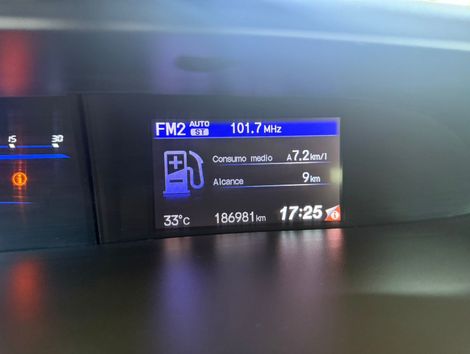 FM2 AUTO ST 101.7 MHz
15 30
Consumo medio A7.2 km/l
Alcance 9 km
33°C 186981 km 17:25